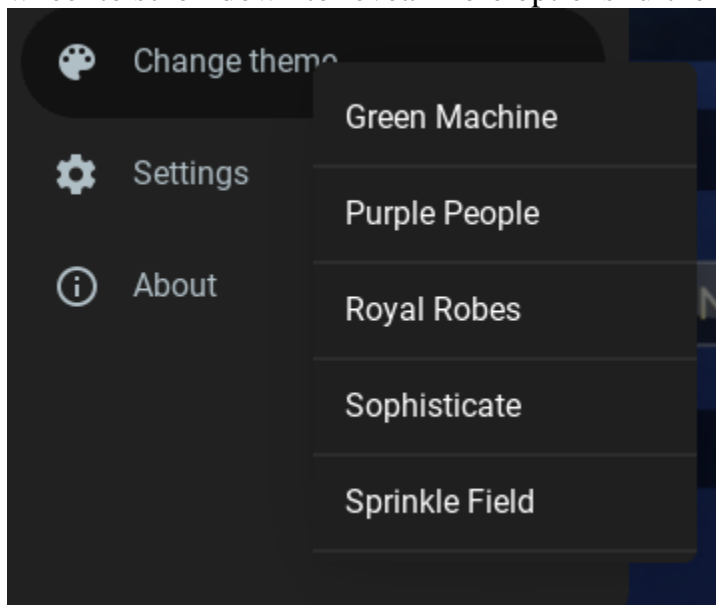 Change theme
Green Machine
Settings
Purple People
About
Royal Robes
Sophisticate
Sprinkle Field